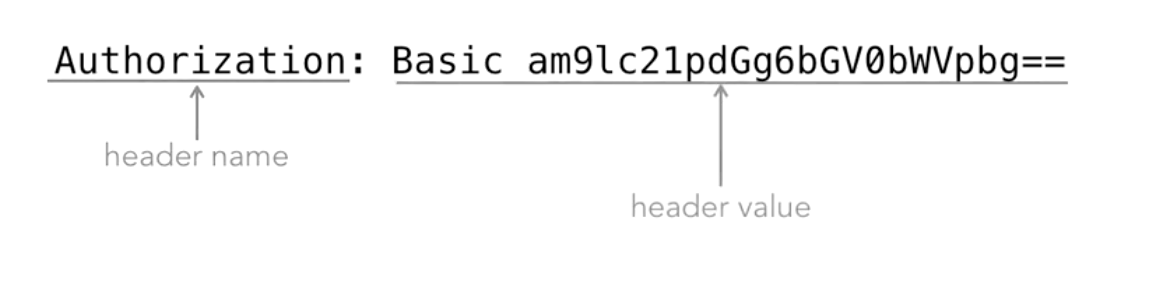 Authorization: Basic am9lc21pdGg6bGV0bWVpbg==
header name
header value